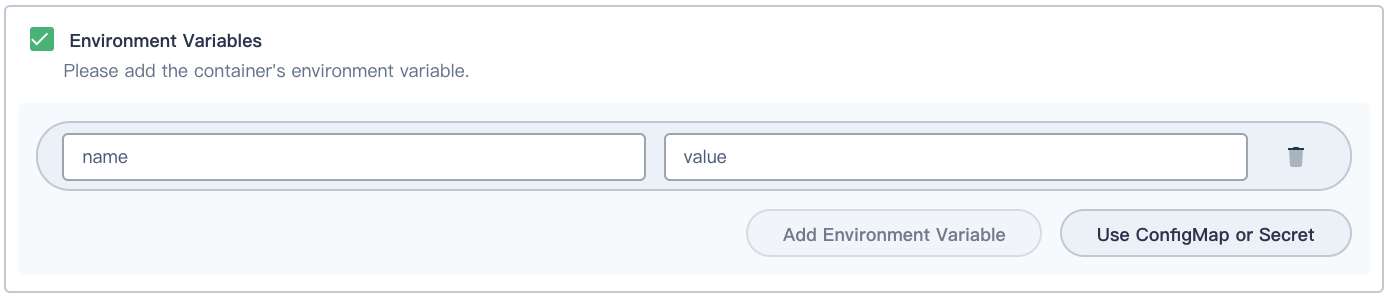 Environment Variables
Please add the container's environment variable.
name
value
Add Environment Variable
Use ConfigMap or Secret